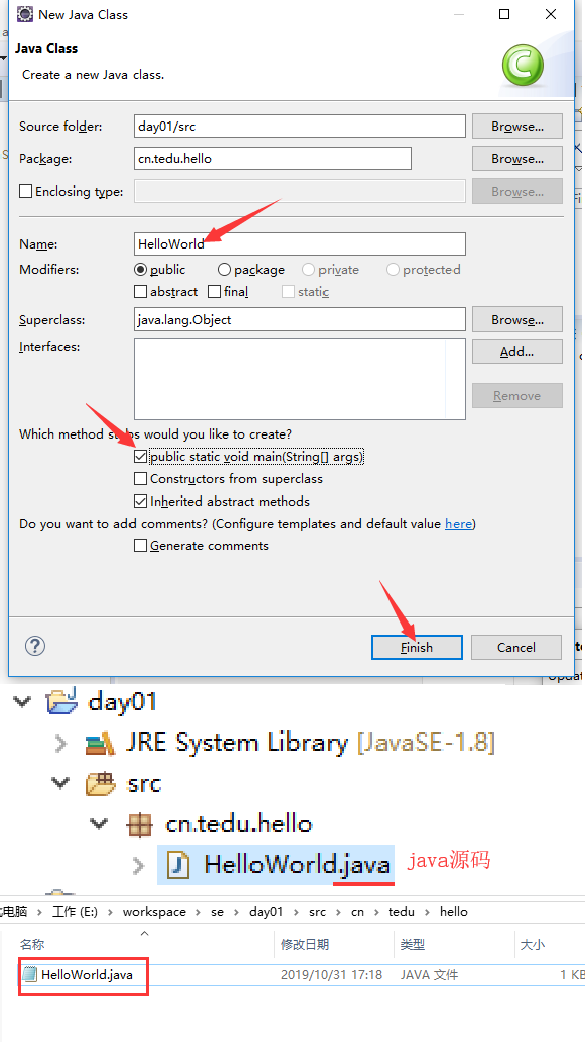 New Java Class
Java Class
Create a new Java class.
Source folder: day01/src Browse...
Package: cn.tedu.hello Browse...
Enclosing type: Browse...
Name: HelloWorld
Modifiers: public package private protected
abstract final static
Superclass: java.lang.Object Browse...
Interfaces: Add...
Remove
Which method stubs would you like to create?
public static void main(String[] args)
Constructors from superclass
Inherited abstract methods
Do you want to add comments? (Configure templates and default value here)
Generate comments
Finish Cancel
day01
JRE System Library [JavaSE-1.8]
src
cn.tedu.hello
HelloWorld.java java源码
电脑 › 工作 (E:) › workspace › se › day01 › src › cn › tedu › hello
名称 修改日期 类型 大小
HelloWorld.java 2019/10/31 17:18 JAVA 文件 1 KB